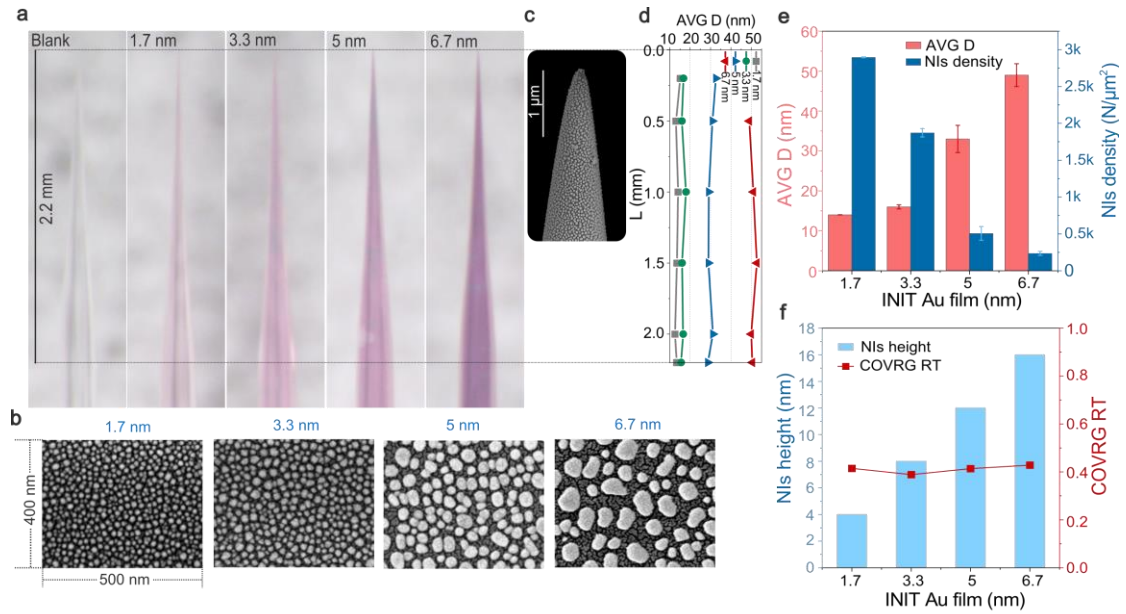 a
Blank
1.7 nm
3.3 nm
5 nm
6.7 nm
2.2 mm
b
1.7 nm
3.3 nm
5 nm
6.7 nm
400 nm
500 nm
c
1 μm
d
AVG D (nm)
10 20 30 40 50
0.0
0.5
1.0
1.5
2.0
L (mm)
6.7 nm
5 nm
3.3 nm
1.7 nm
e
AVG D
NIs density
60
50
40
30
20
10
0
AVG D (nm)
3k
2.5k
2k
1.5k
1k
0.5k
0
NIs density (N/μm²)
1.7 3.3 5 6.7
INIT Au film (nm)
f
NIs height
COVRG RT
18
16
14
12
10
8
6
4
2
0
NIs height (nm)
1.0
0.8
0.6
0.4
0.2
0.0
COVRG RT
1.7 3.3 5 6.7
INIT Au film (nm)